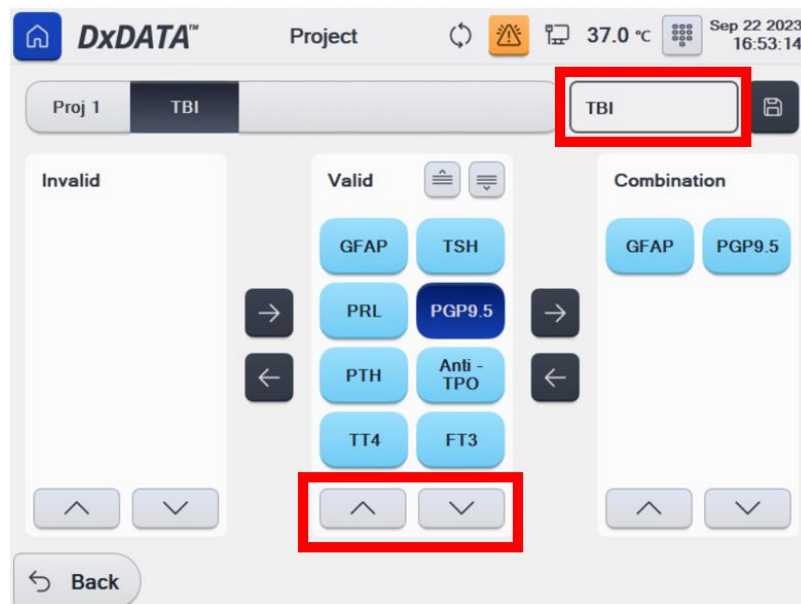 DxDATA™
Project
37.0 ℃
Sep 22 2023
16:53:14
Proj 1
TBI
TBI
Invalid
Valid
Combination
GFAP
TSH
GFAP
PGP9.5
PRL
PGP9.5
PTH
Anti -
TPO
TT4
FT3
Back